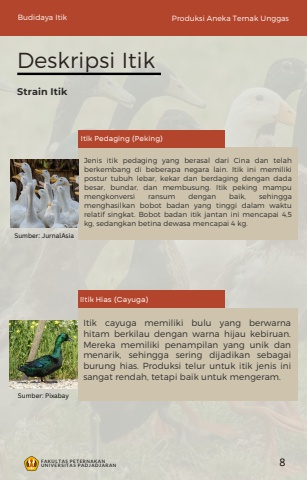 Budidaya Itik
Produksi Aneka Ternak Unggas
Deskripsi Itik
Strain Itik
Itik Pedaging (Peking)
Jenis itik pedaging yang berasal dari Cina dan telah
berkembang di beberapa negara lain. Itik ini memiliki
postur tubuh lebar, kekar dan berdaging dengan dada
besar, bundar, dan membusung. Itik peking mampu
mengkonversi ransum dengan baik, sehingga
menghasilkan bobot badan yang tinggi dalam waktu
relatif singkat. Bobot badan itik jantan ini mencapai 4,5
kg, sedangkan betina dewasa mencapai 4 kg.
Sumber: JurnalAsia
Itik Hias (Cayuga)
Itik cayuga memiliki bulu yang berwarna
hitam berkilau dengan warna hijau kebiruan.
Mereka memiliki penampilan yang unik dan
menarik, sehingga sering dijadikan sebagai
burung hias. Produksi telur untuk itik jenis ini
sangat rendah, tetapi baik untuk mengeram.
Sumber: Pixabay
FAKULTAS PETERNAKAN
UNIVERSITAS PADJADJARAN
8